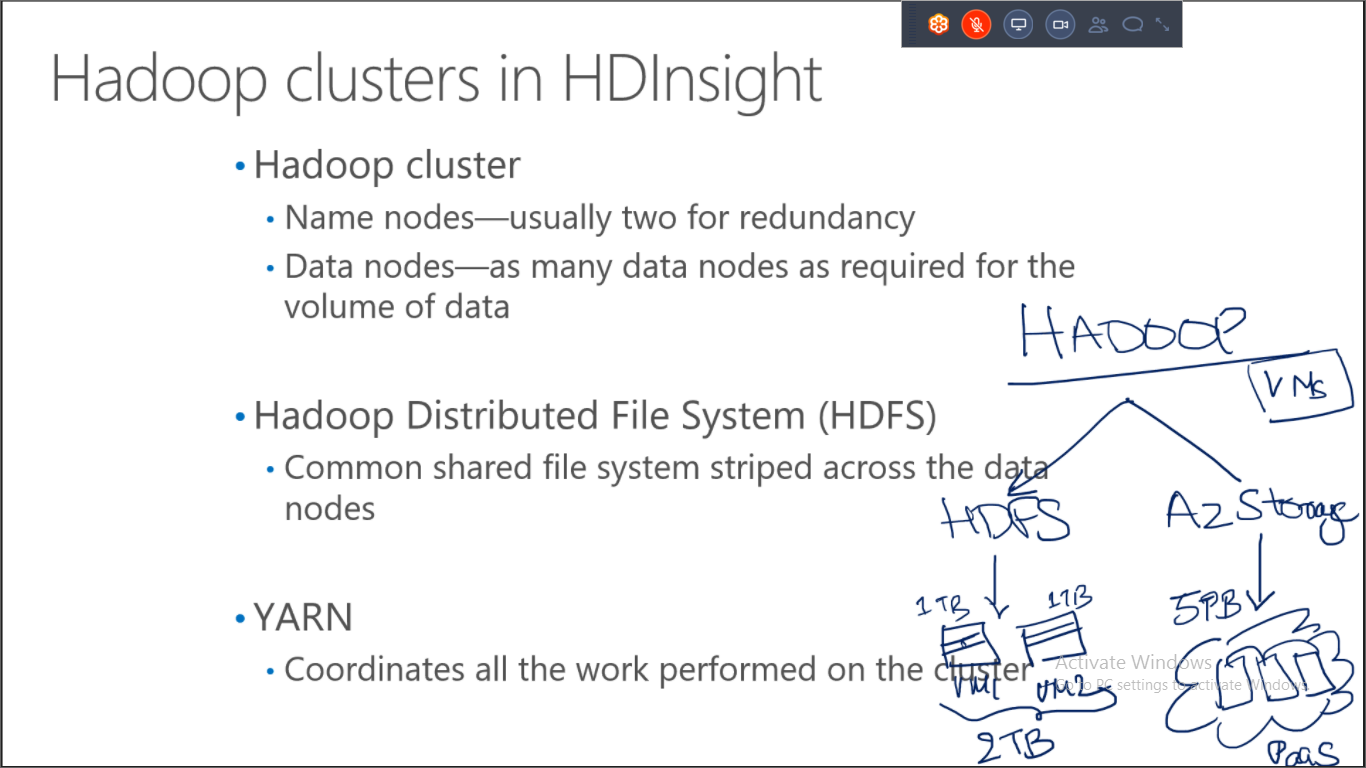 Hadoop clusters in HDInsight
• Hadoop cluster
• Name nodes—usually two for redundancy
• Data nodes—as many data nodes as required for the
volume of data
HADOOP
VMs
• Hadoop Distributed File System (HDFS)
• Common shared file system striped across the data
nodes
HDFS
AZ Storage
1TB
1TB
5PB
• YARN
• Coordinates all the work performed on the cluster
VM1
VM2
Activate Windows
Go to PC settings to activate Windows.
2TB
PaaS